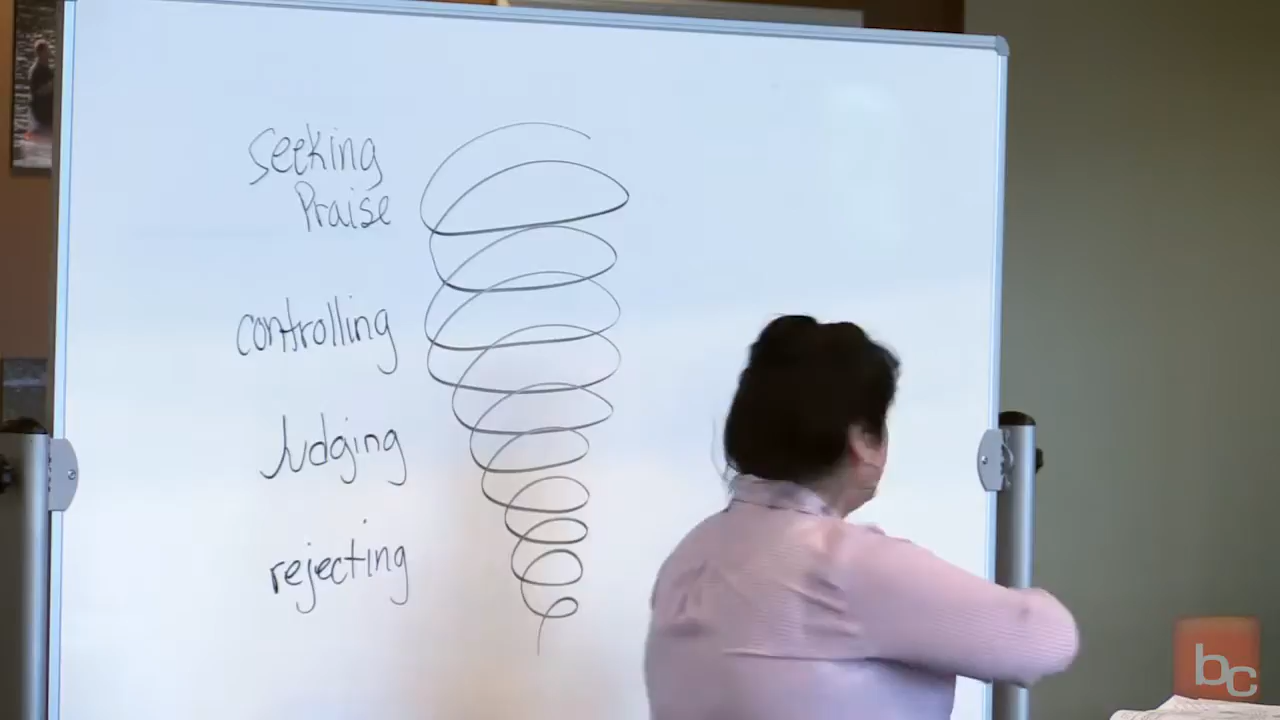 seeking
Praise
controlling
Judging
rejecting
bc